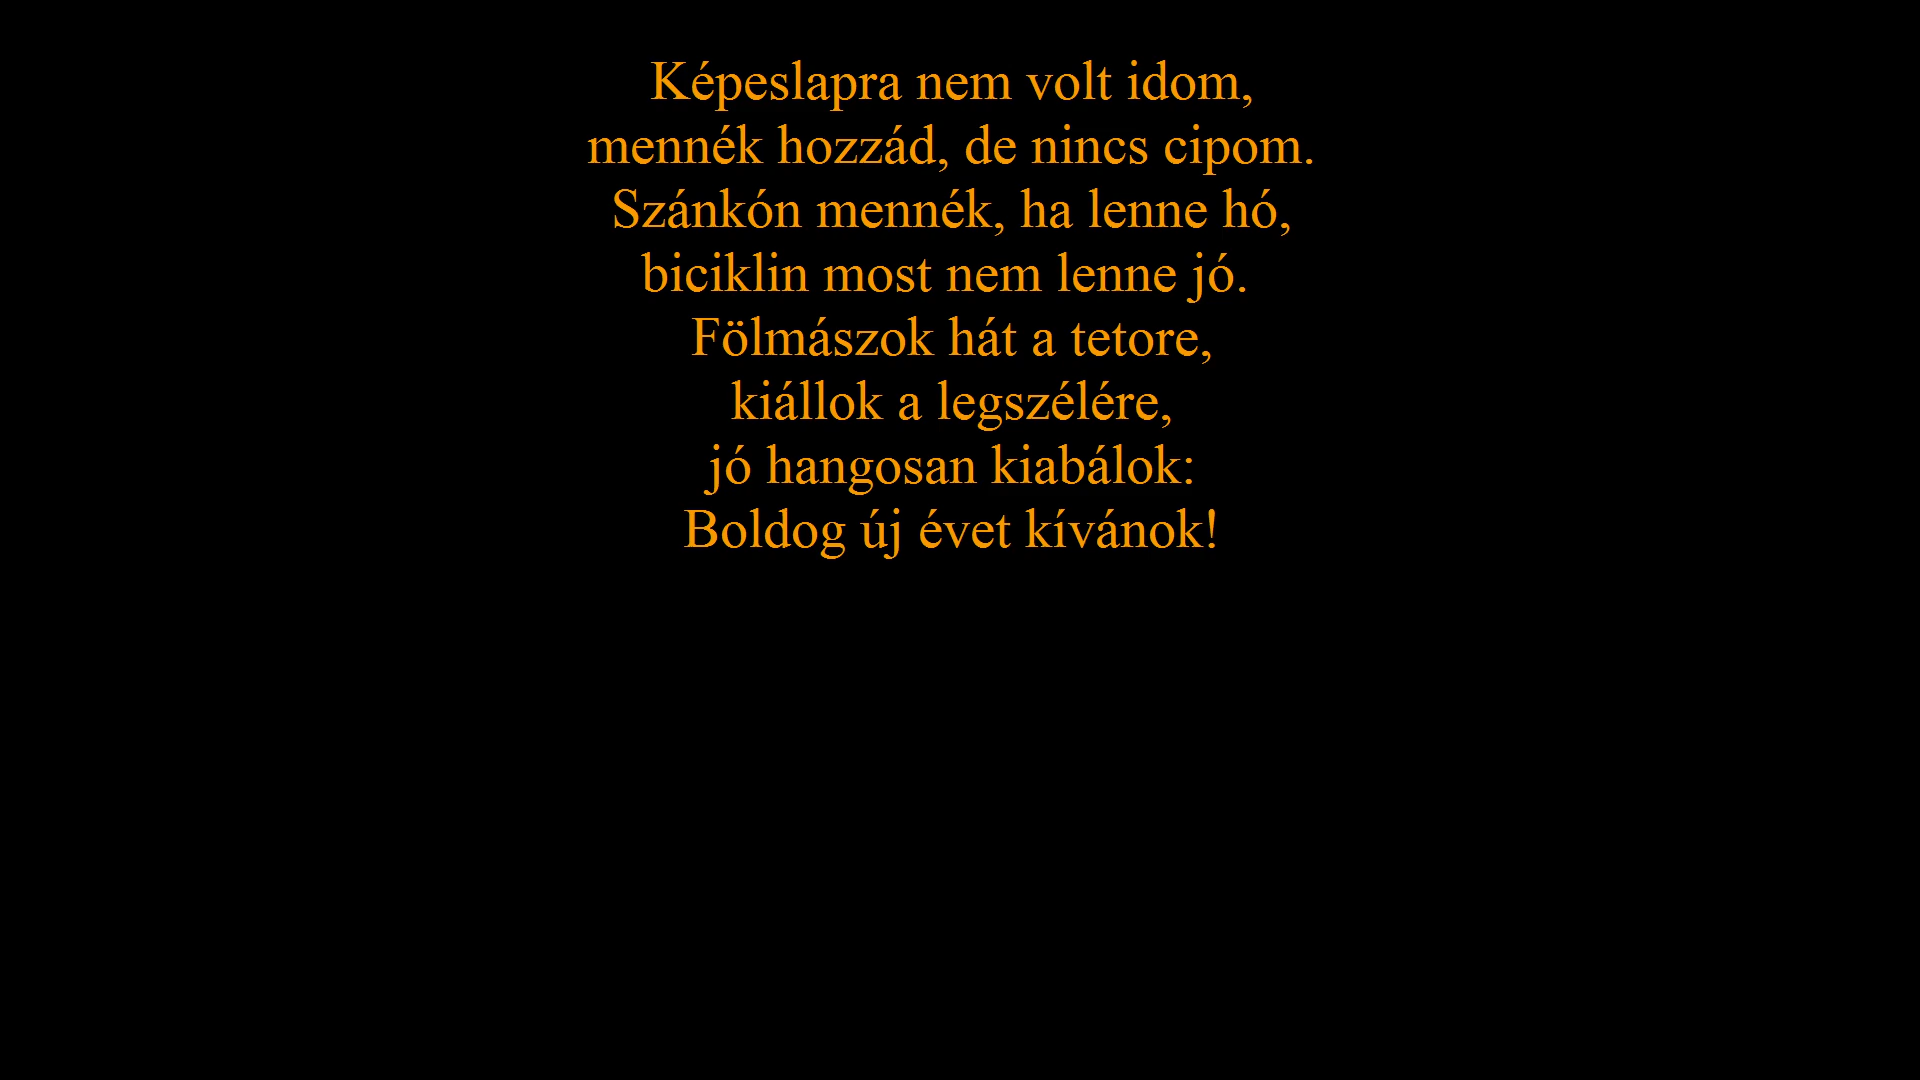 Képeslapra nem volt idom,
mennék hozzád, de nincs cipom.
Szánkón mennék, ha lenne hó,
biciklin most nem lenne jó.
Fölmászok hát a tetore,
kiállok a legszélére,
jó hangosan kiabálok:
Boldog új évet kívánok!